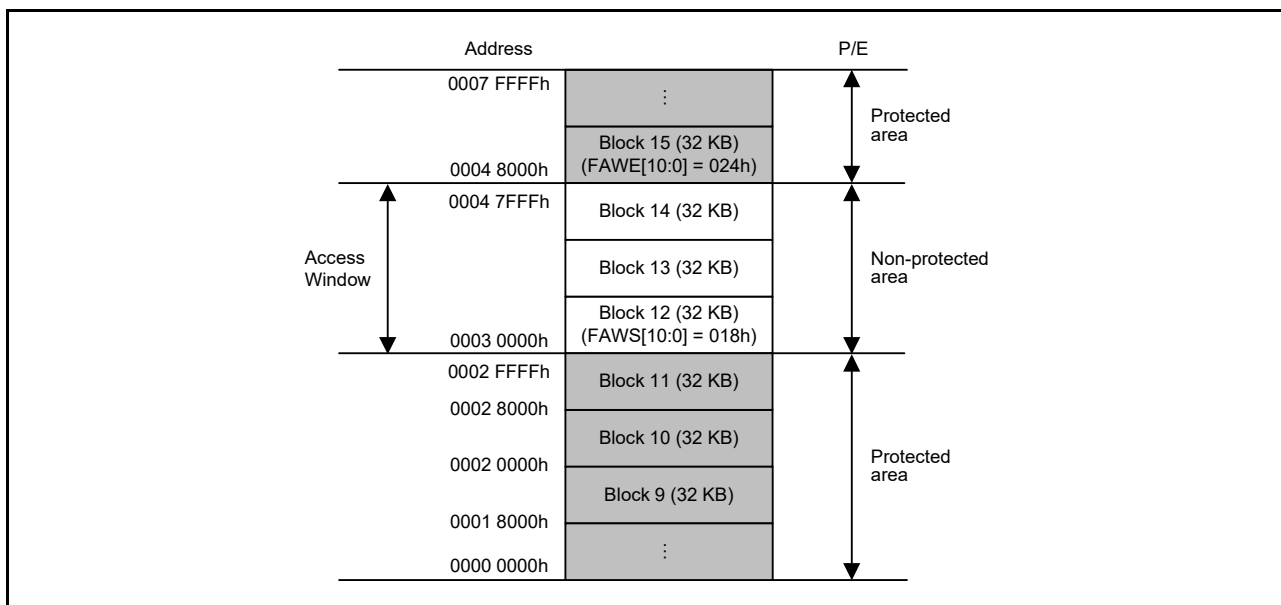 Address P/E
0007 FFFFh
⋮
Protected
area
Block 15 (32 KB)
(FAWE[10:0] = 024h)
0004 8000h
0004 7FFFh
Block 14 (32 KB)
Access
Window
Block 13 (32 KB)
Non-protected
area
Block 12 (32 KB)
(FAWS[10:0] = 018h)
0003 0000h
0002 FFFFh
Block 11 (32 KB)
0002 8000h
Block 10 (32 KB)
Protected
area
0002 0000h
Block 9 (32 KB)
0001 8000h
⋮
0000 0000h